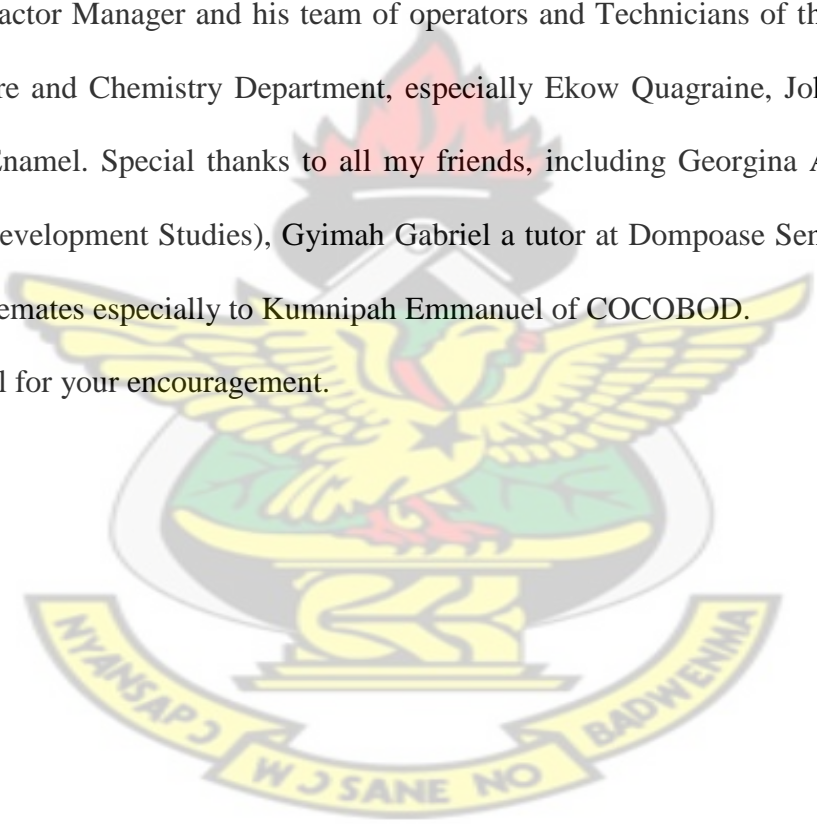 actor Manager and his team of operators and Technicians of th
re and Chemistry Department, especially Ekow Quagraine, Jol
Enamel. Special thanks to all my friends, including Georgina A
evelopment Studies), Gyimah Gabriel a tutor at Dompoase Sen
emates especially to Kumnipah Emmanuel of COCOBOD.
l for your encouragement.
NYANSAPƆ WƆSANE NO BADWENMA